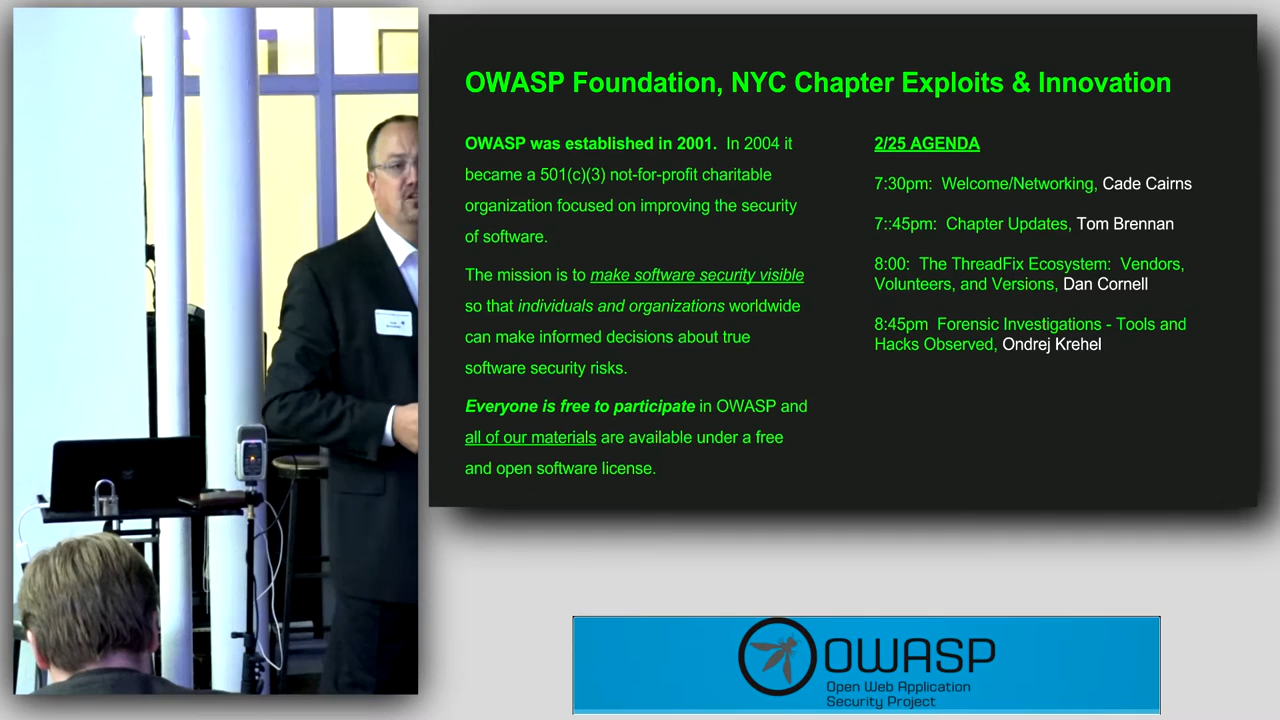 OWASP Foundation, NYC Chapter Exploits & Innovation
OWASP was established in 2001. In 2004 it
became a 501(c)(3) not-for-profit charitable
organization focused on improving the security
of software.
The mission is to make software security visible
so that individuals and organizations worldwide
can make informed decisions about true
software security risks.
Everyone is free to participate in OWASP and
all of our materials are available under a free
and open software license.
2/25 AGENDA
7:30pm: Welcome/Networking, Cade Cairns
7::45pm: Chapter Updates, Tom Brennan
8:00: The ThreadFix Ecosystem: Vendors,
Volunteers, and Versions, Dan Cornell
8:45pm Forensic Investigations - Tools and
Hacks Observed, Ondrej Krehel
OWASP
Open Web Application
Security Project